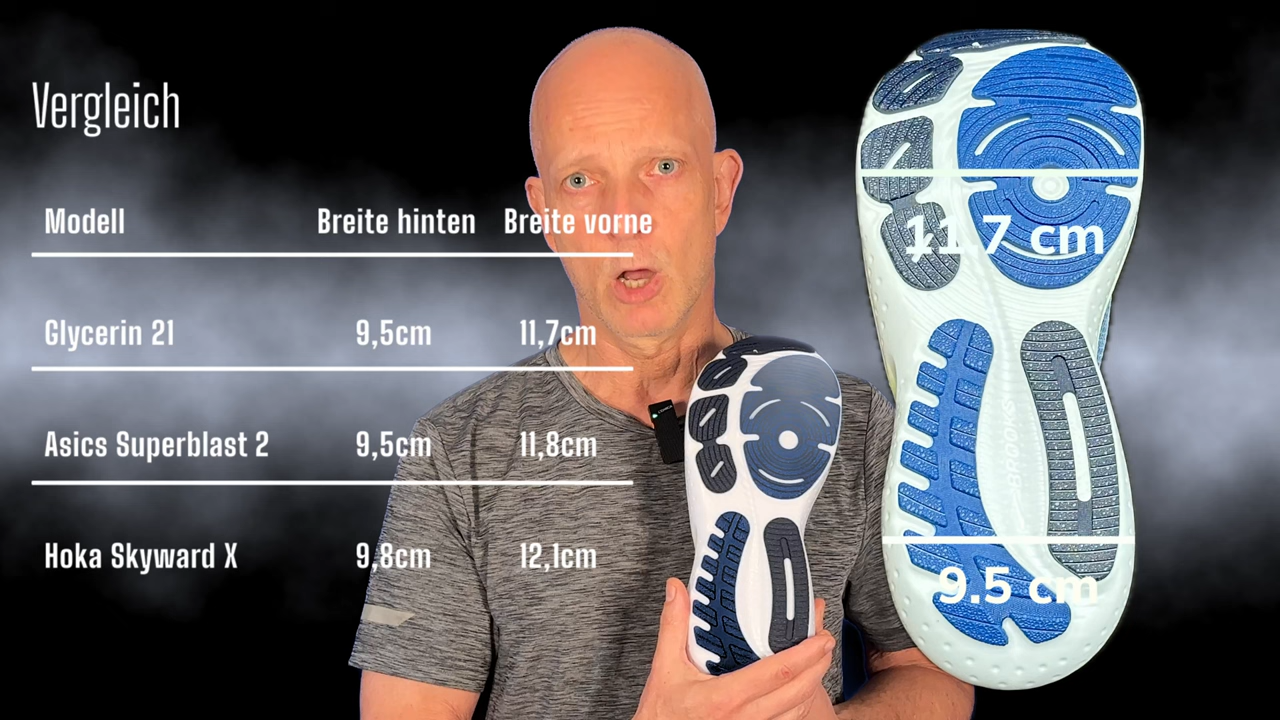 Vergleich
Modell Breite hinten Breite vorne
Glycerin 21 9,5cm 11,7cm
Asics Superblast 2 9,5cm 11,8cm
Hoka Skyward X 9,8cm 12,1cm
11.7 cm
BROOKS
9.5 cm